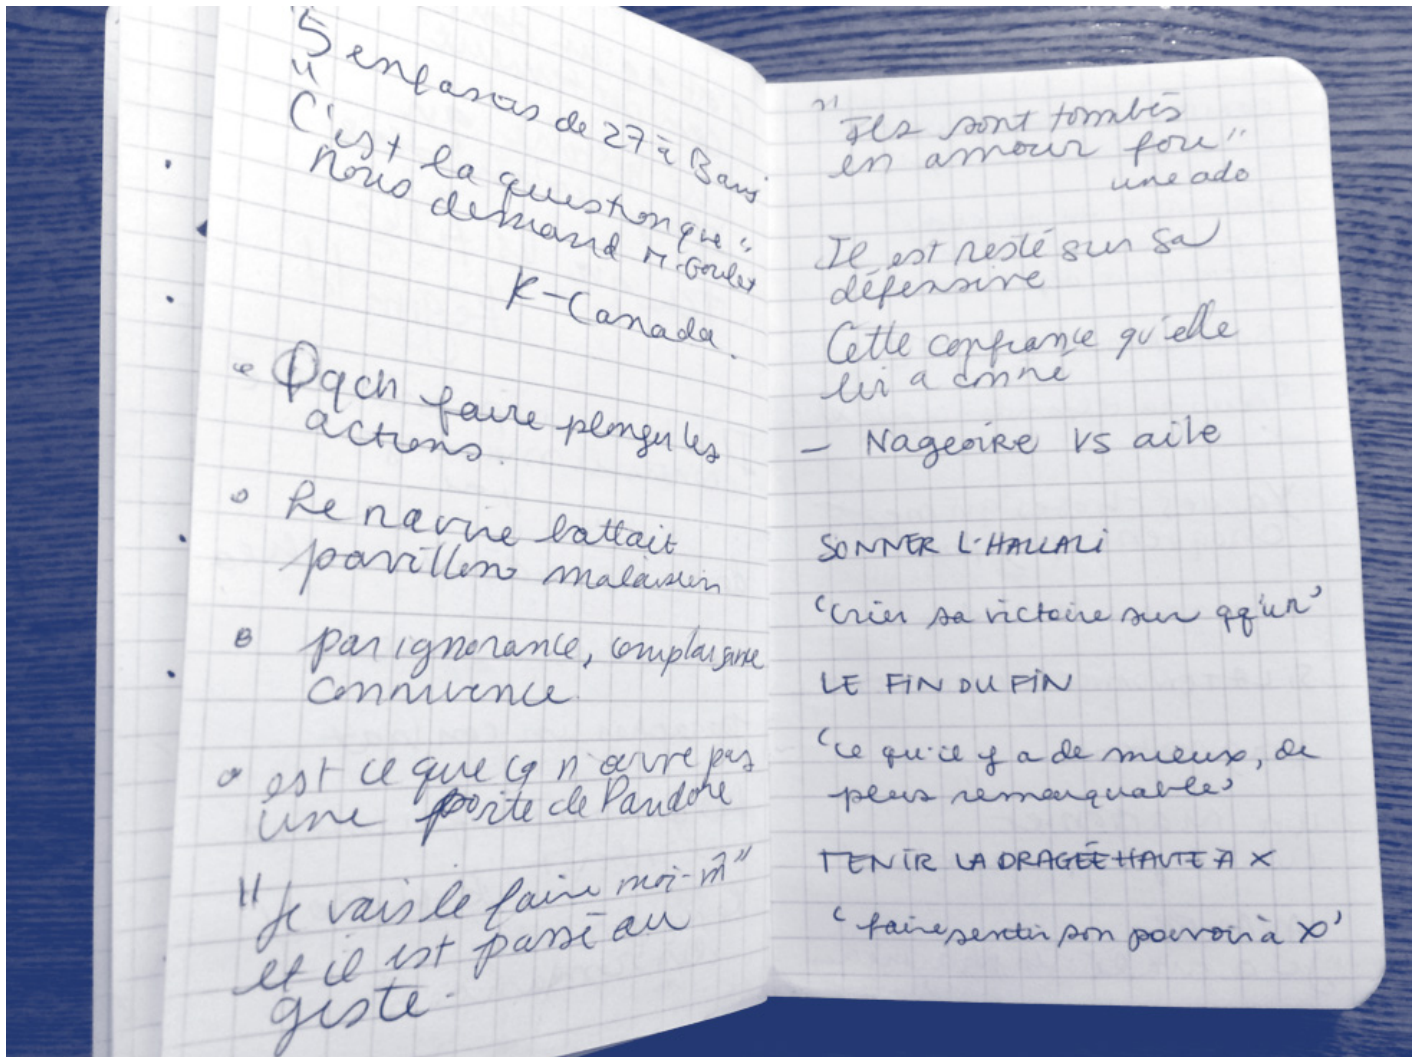 "5 enfants de 27 à
"C'est la question que"
nous demand M. Goulet
R-Canada.
Qqch faire plonger les
actions.
Le navire battait
pavillon malaisien
par ignorance, complaisance
connivence.
est ce que ça n'ouvre pas
une porte de Pandore
"Je vais le faire moi-m̂"
et il est passé au
geste.
"Ils sont tombés
en amour fou"
une ado
Il est resté sur sa
défensive
Cette confiance qu'elle
lui a donné
- Nageoire VS aile
SONNER L'HALLALI
'crier sa victoire sur qq'un'
LE FIN DU FIN
'ce qu'il y a de mieux, de
plus remarquable'
TENIR LA DRAGÉE HAUTE À X
'faire sentir son pouvoir à X'